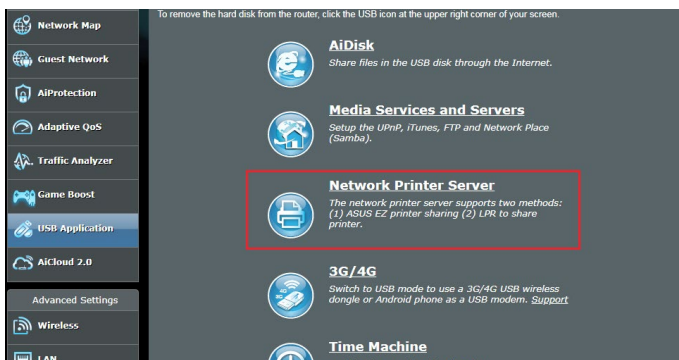 To remove the hard disk from the router, click the USB icon at the upper right corner of your screen.
Network Map
Guest Network
AiProtection
Adaptive QoS
Traffic Analyzer
Game Boost
USB Application
AiCloud 2.0
Advanced Settings
Wireless
LAN
AiDisk
Share files in the USB disk through the Internet.
Media Services and Servers
Setup the UPnP, iTunes, FTP and Network Place
(Samba).
Network Printer Server
The network printer server supports two methods:
(1) ASUS EZ printer sharing (2) LPR to share
printer.
3G/4G
Switch to USB mode to use a 3G/4G USB wireless
dongle or Android phone as a USB modem. Support
Time Machine